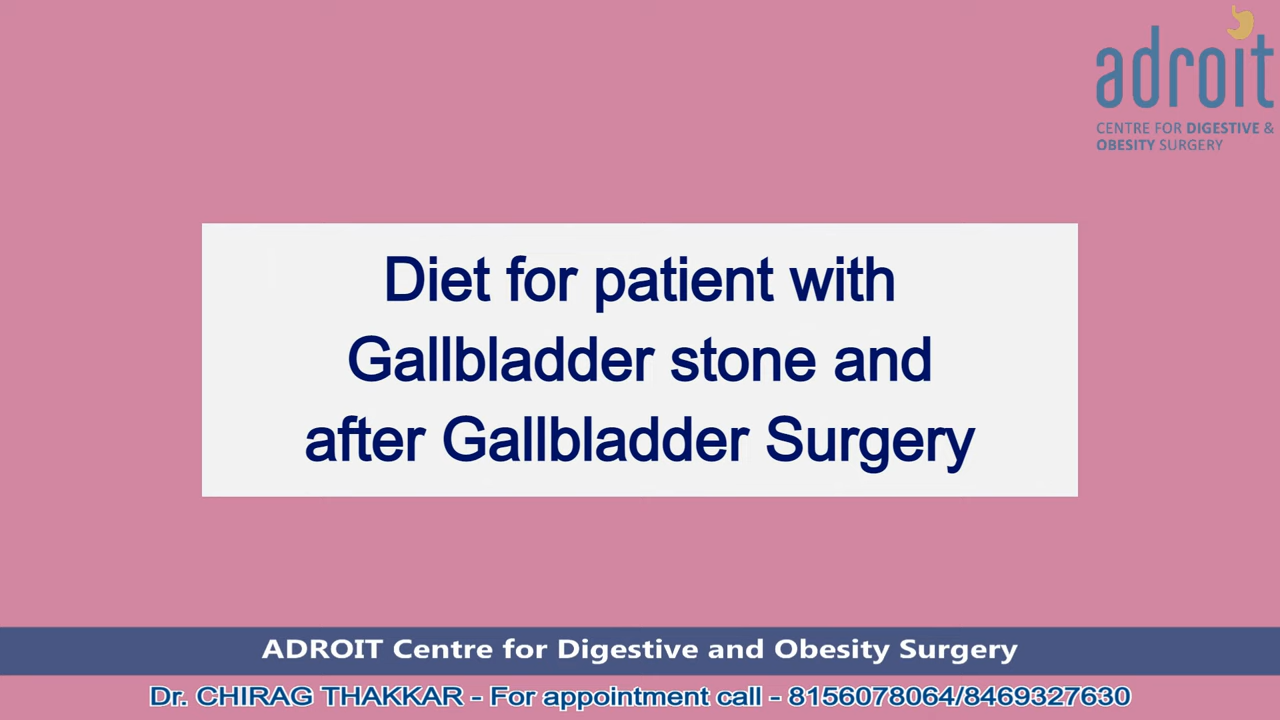 adroit
CENTRE FOR DIGESTIVE &
OBESITY SURGERY
Diet for patient with
Gallbladder stone and
after Gallbladder Surgery
ADROIT Centre for Digestive and Obesity Surgery
Dr. CHIRAG THAKKAR - For appointment call - 8156078064/8469327630